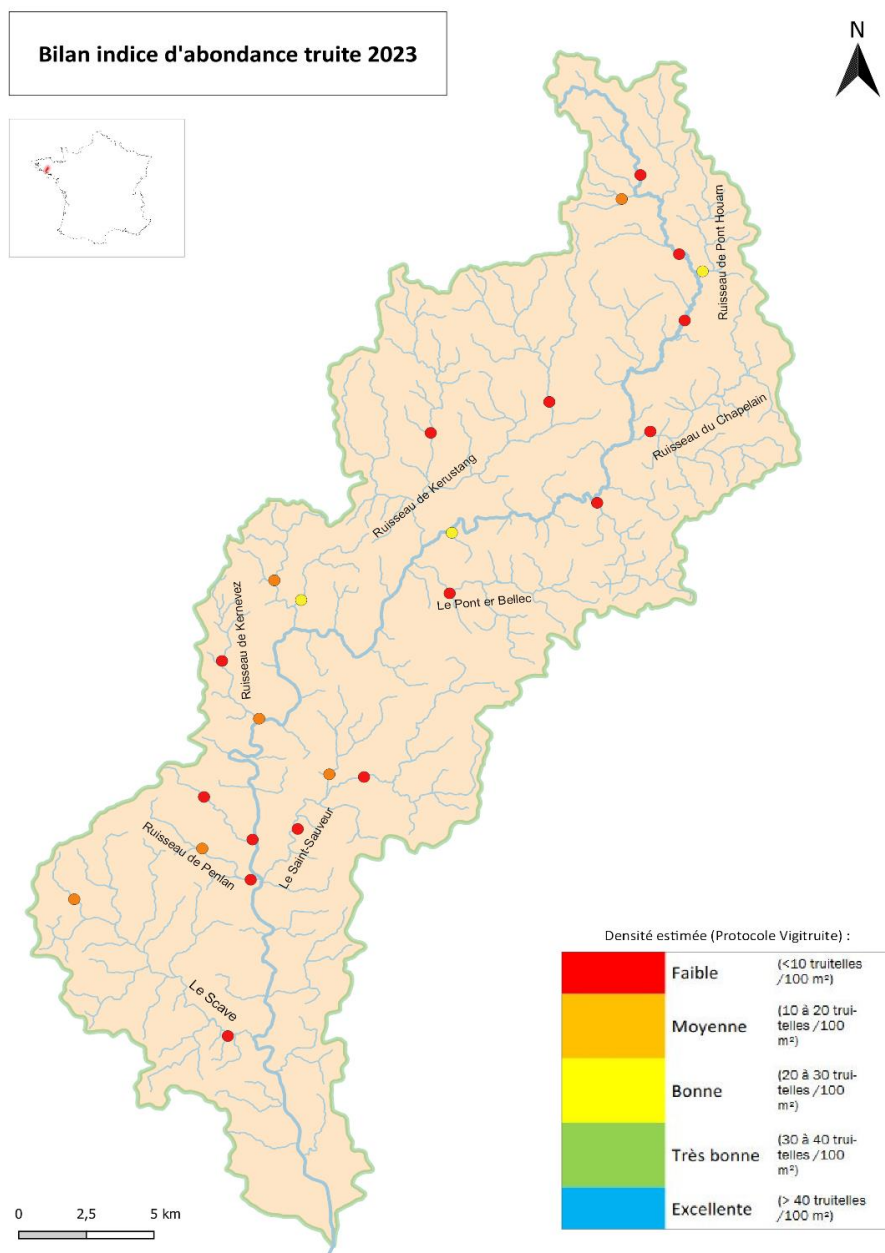 Bilan indice d'abondance truite 2023
N
Ruisseau de Pont Houarn
Ruisseau du Chapelain
Ruisseau de Kerustang
Le Pont er Bellec
Ruisseau de Kernevez
Le Saint-Sauveur
Ruisseau de Penlan
Le Scave
Densité estimée (Protocole Vigitruite) :
Faible
(<10 truitelles
/100 m²)
Moyenne
(10 à 20 trui-
telles /100
m²)
Bonne
(20 à 30 trui-
telles /100
m²)
Très bonne
(30 à 40 trui-
telles /100
m²)
Excellente
(> 40 truitelles
/100 m²)
0 2,5 5 km